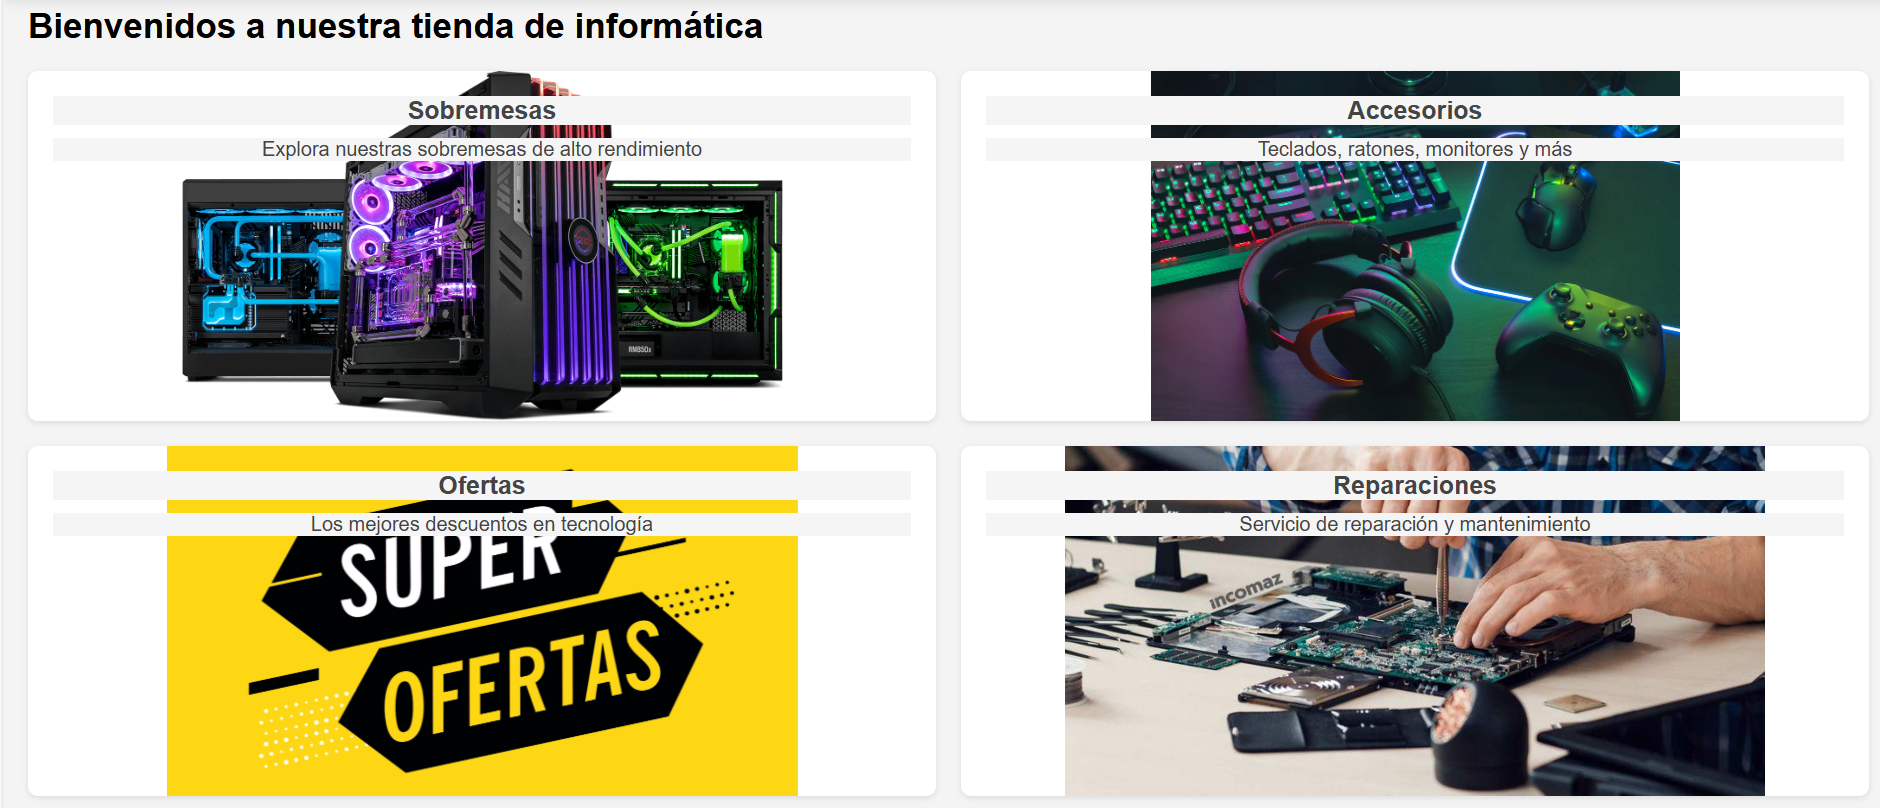 Bienvenidos a nuestra tienda de informática
Sobremesas
Explora nuestras sobremesas de alto rendimiento
RM850x
Accesorios
Teclados, ratones, monitores y más
Ofertas
Los mejores descuentos en tecnología
SÚPER
OFERTAS
Reparaciones
Servicio de reparación y mantenimiento
incomaz